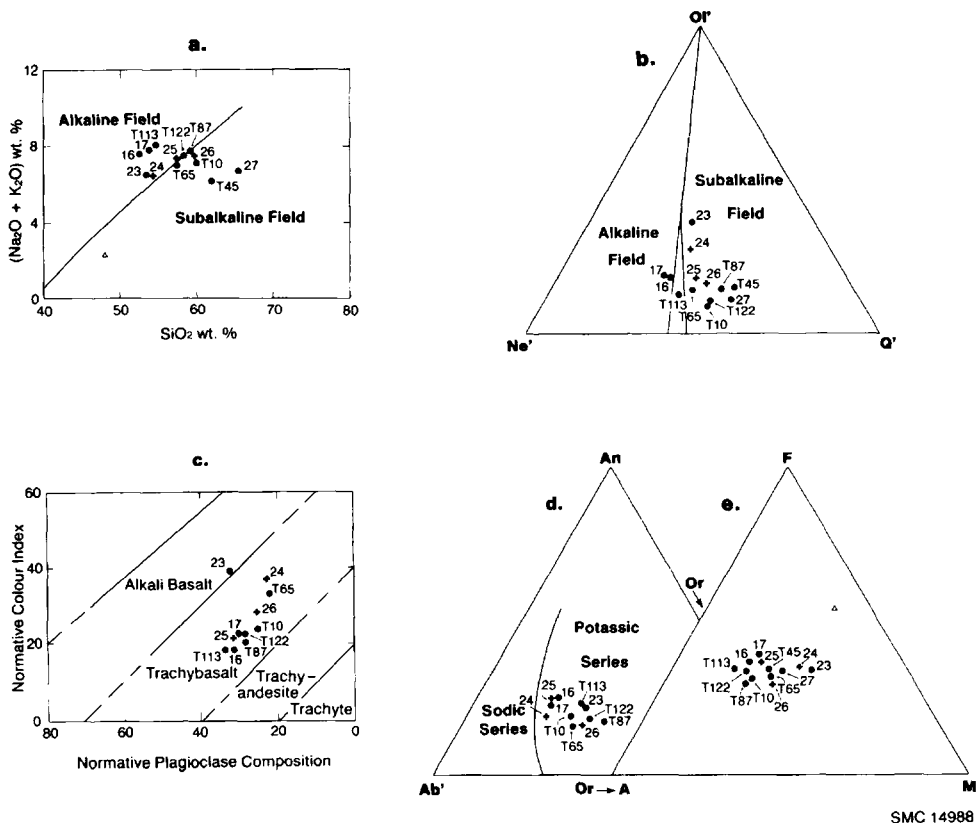 a.
12
8
4
0
40 50 60 70 80
(Na₂O + K₂O) wt. %
SiO₂ wt. %
Alkaline Field
Subalkaline Field
T113 T122 T87
17 25 26
16 T10 27
23 24 T65 T45
b.
Ol'
Subalkaline
Field
Alkaline
Field
23
24
17 25 26 T87
16 T45
T113 27
T65 T122
T10
Ne' Q'
c.
60
40
20
0
80 60 40 20 0
Normative Colour Index
Normative Plagioclase Composition
23
24
Alkali Basalt T65
26
17 T10
25 T122
T87
T113 16
Trachybasalt
Trachy-
andesite
Trachyte
d.
An
Or
Potassic
Series
25 16 T113
24 23
17 T122
Sodic
Series
T10 T87
T65 26
Ab' Or → A
e.
F
17
16 25 T45 24
T113 23
T122 27
T87 T10 T65
26
M
SMC 14988